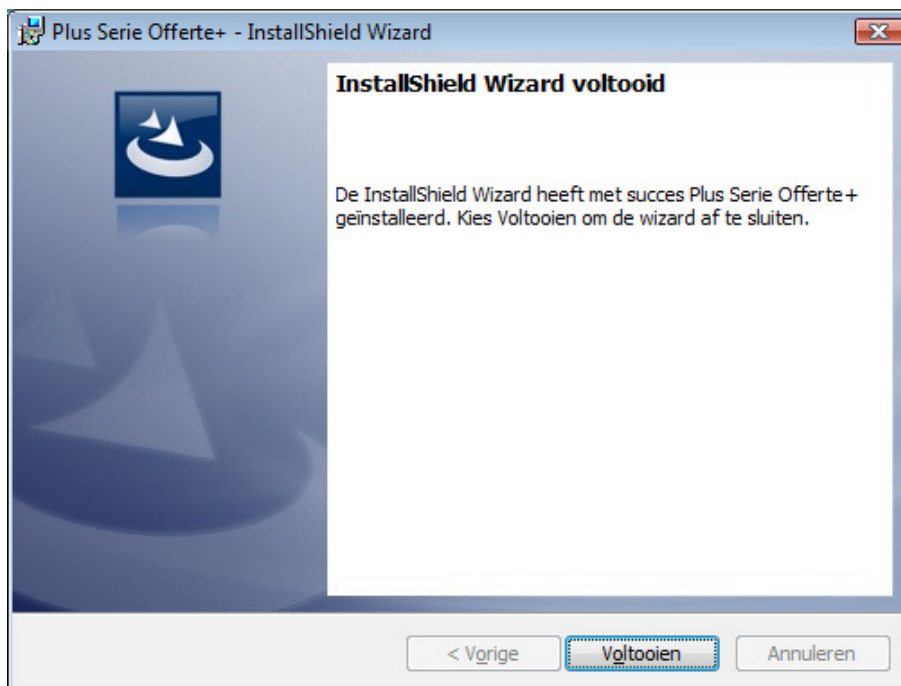 Plus Serie Offerte+ - InstallShield Wizard
InstallShield Wizard voltooid
De InstallShield Wizard heeft met succes Plus Serie Offerte+
geïnstalleerd. Kies Voltooien om de wizard af te sluiten.
< Vorige
Voltooien
Annuleren